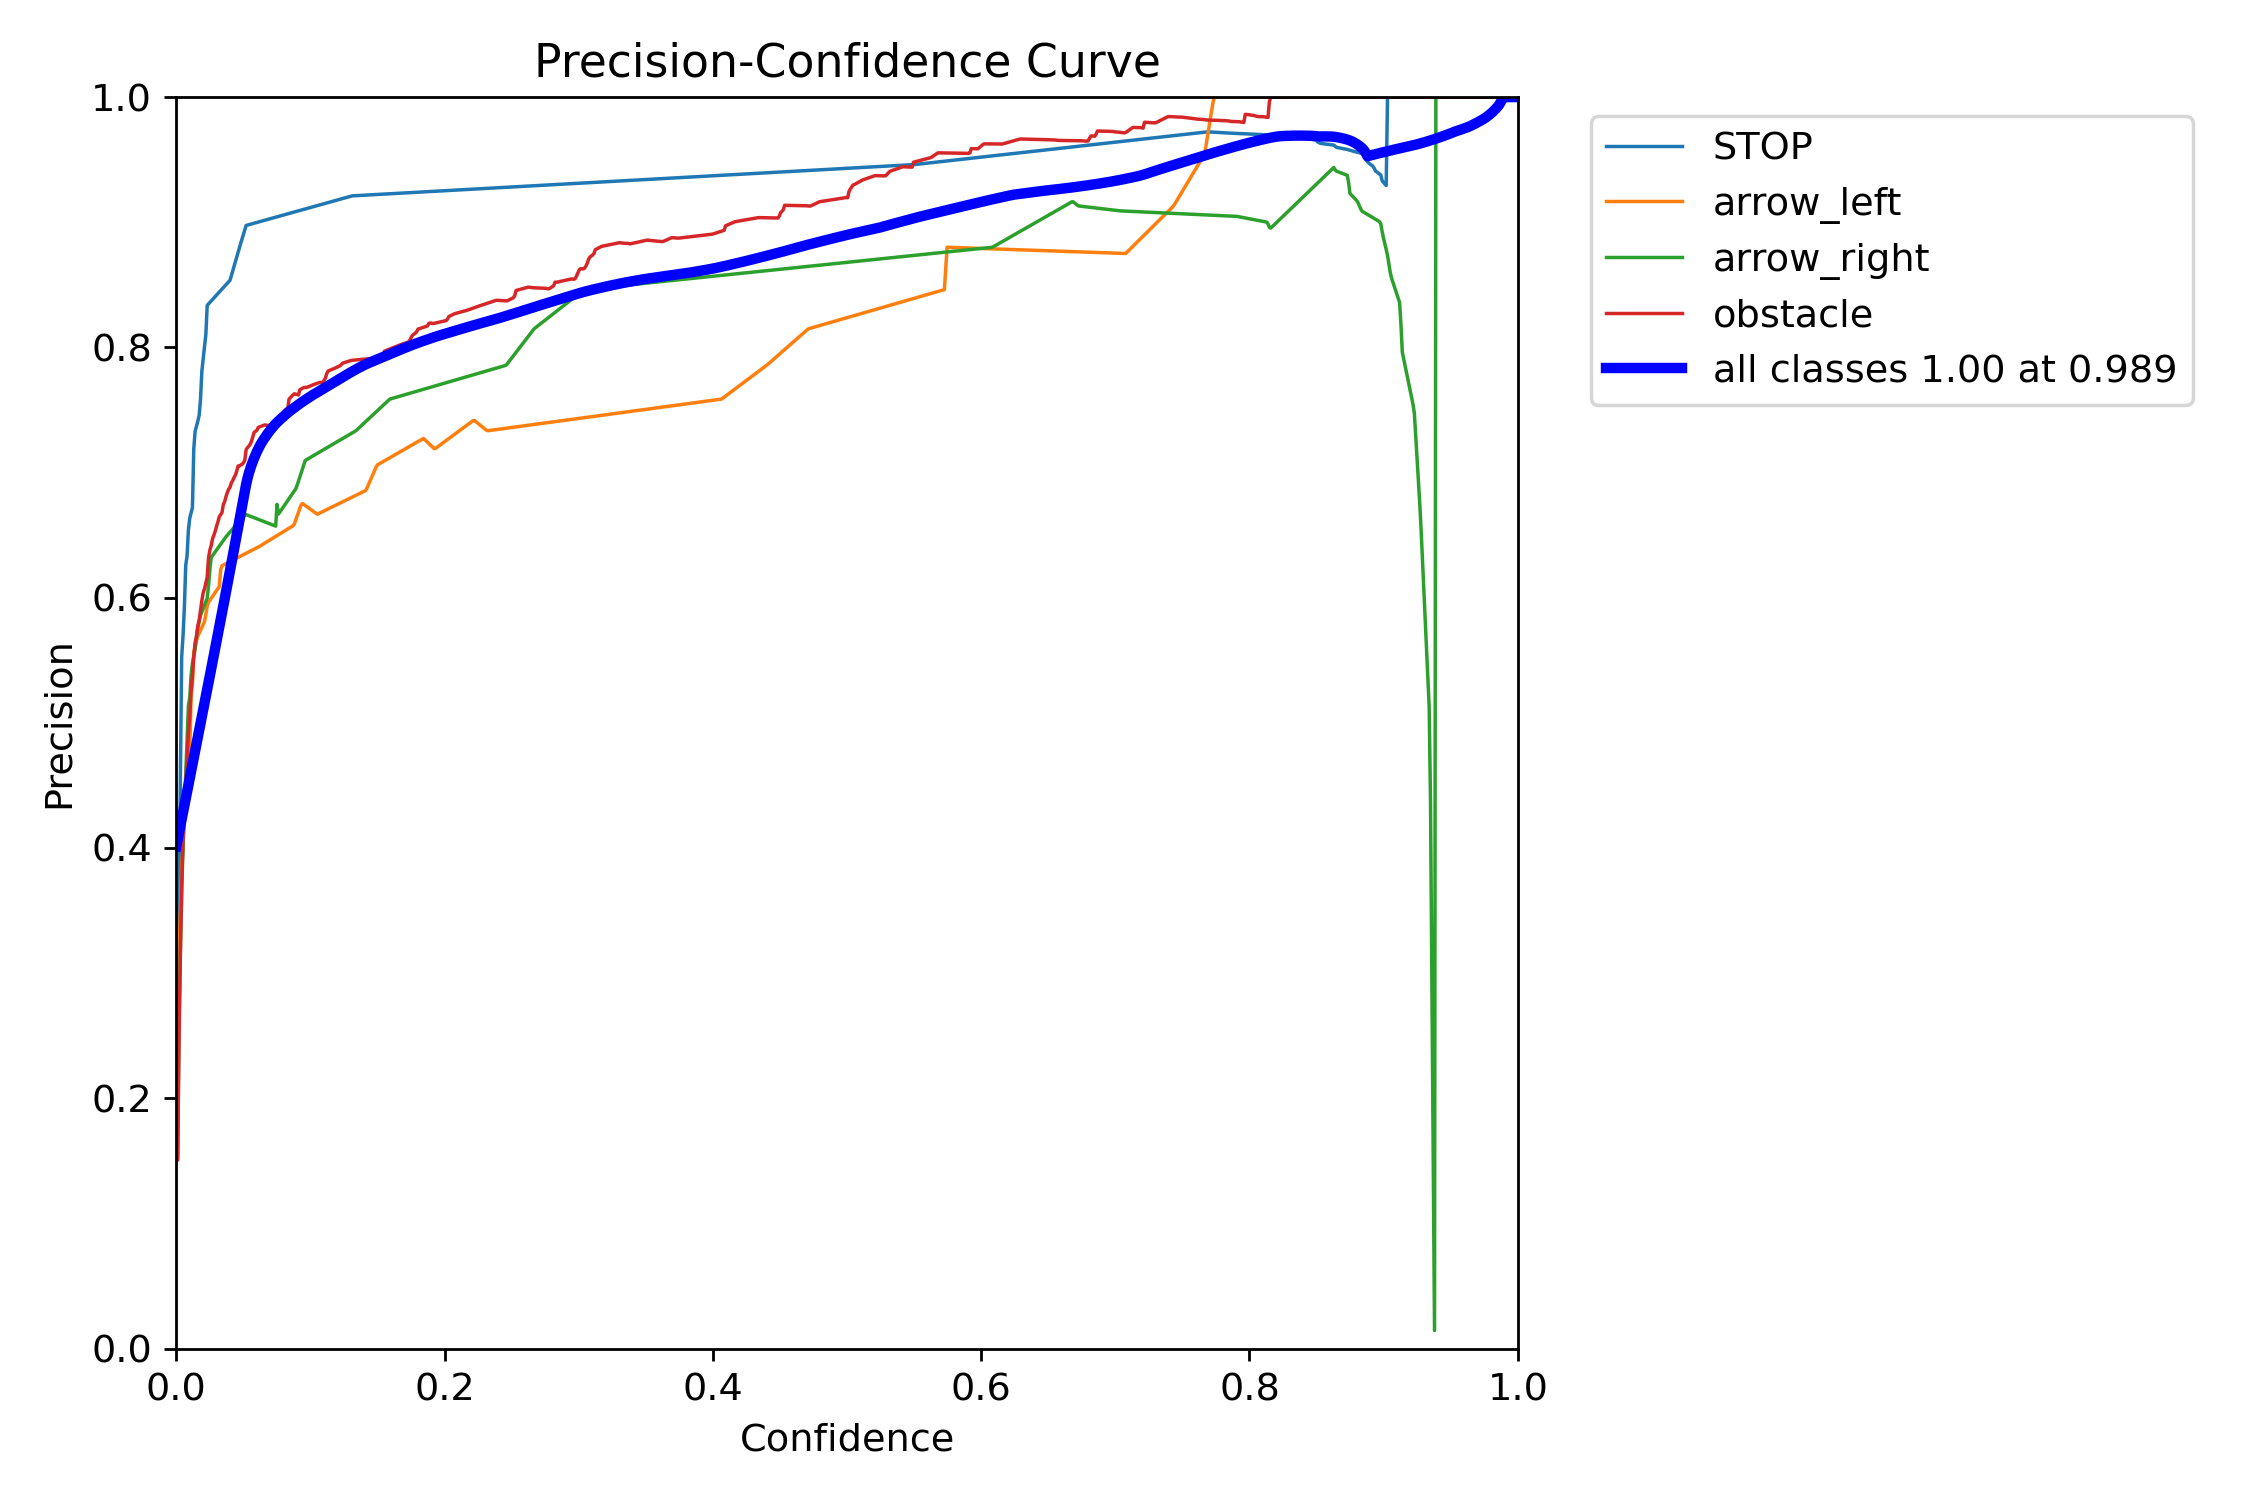 Precision-Confidence Curve
1.0
0.8
0.6
0.4
0.2
0.0
Precision
0.0 0.2 0.4 0.6 0.8 1.0
Confidence
STOP
arrow_left
arrow_right
obstacle
all classes 1.00 at 0.989